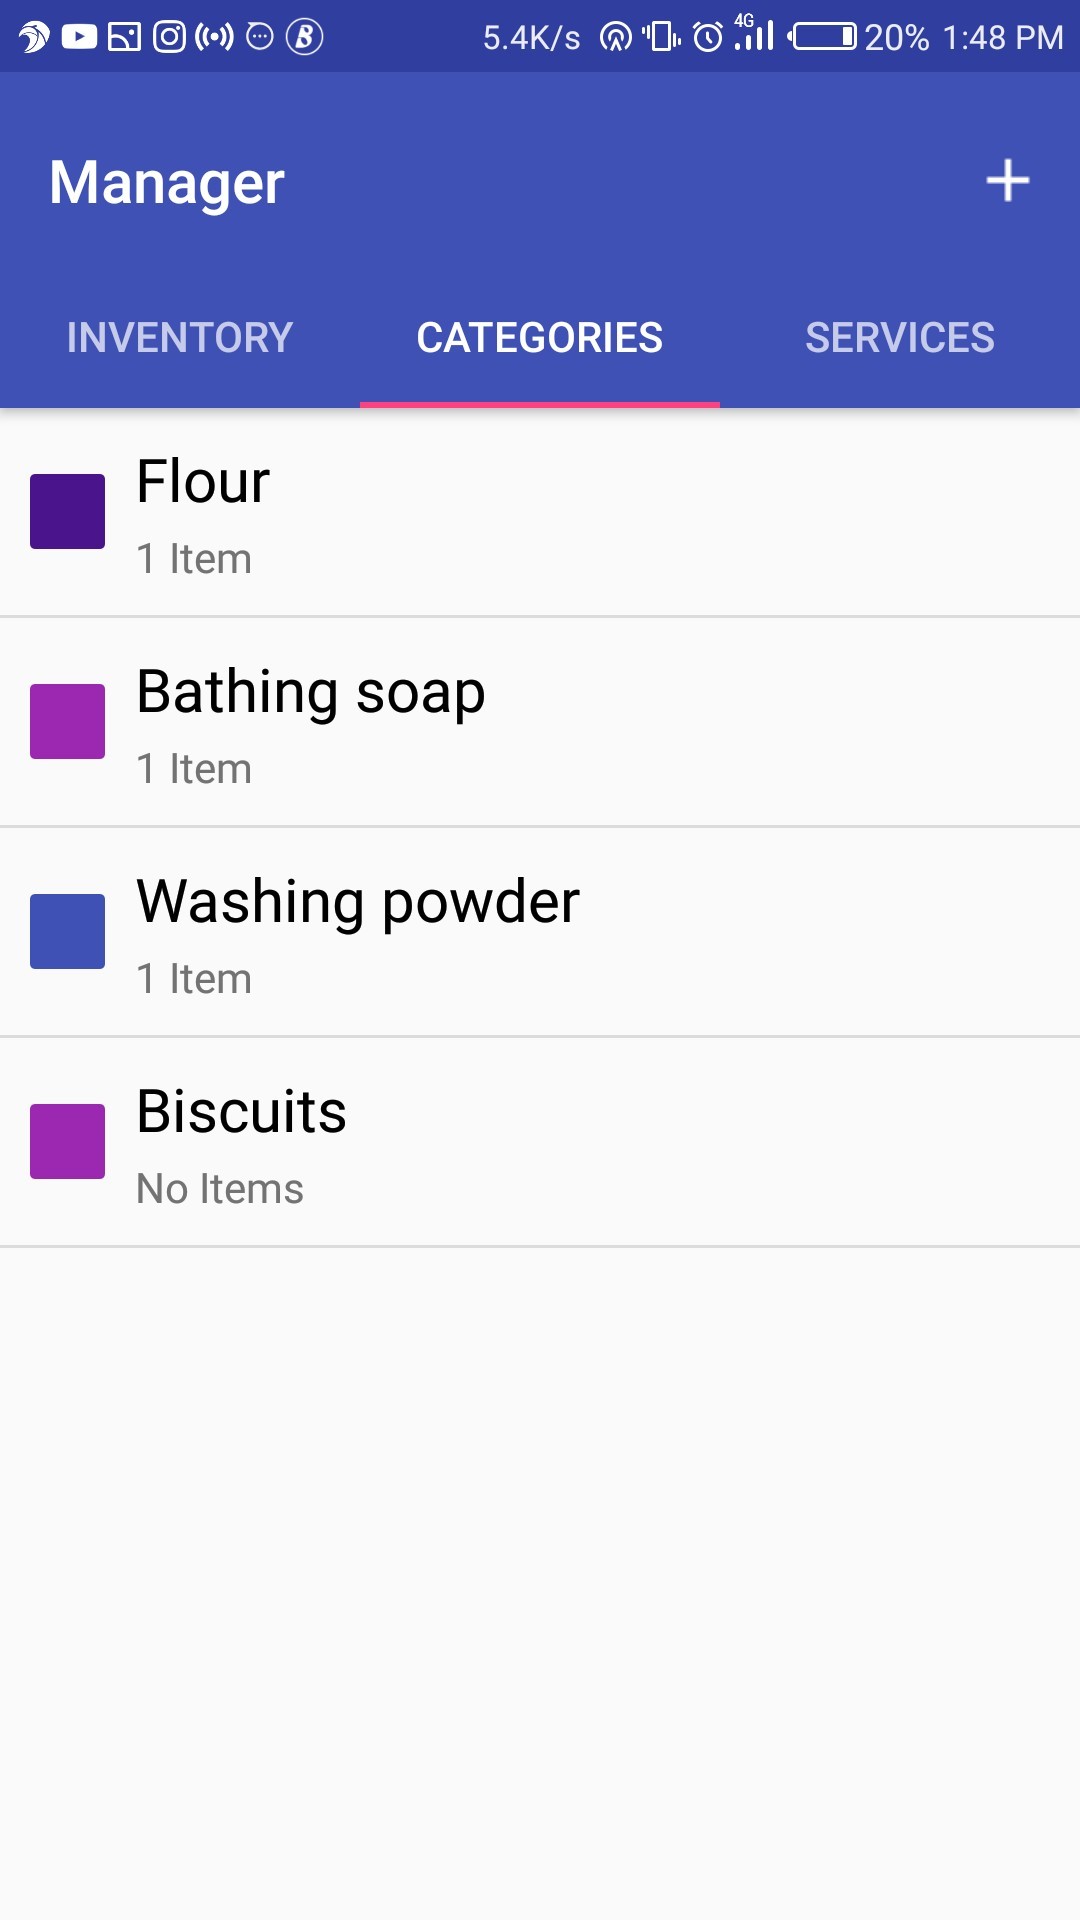 5.4K/s 4G 20% 1:48 PM
Manager
INVENTORY CATEGORIES SERVICES
Flour
1 Item
Bathing soap
1 Item
Washing powder
1 Item
Biscuits
No Items